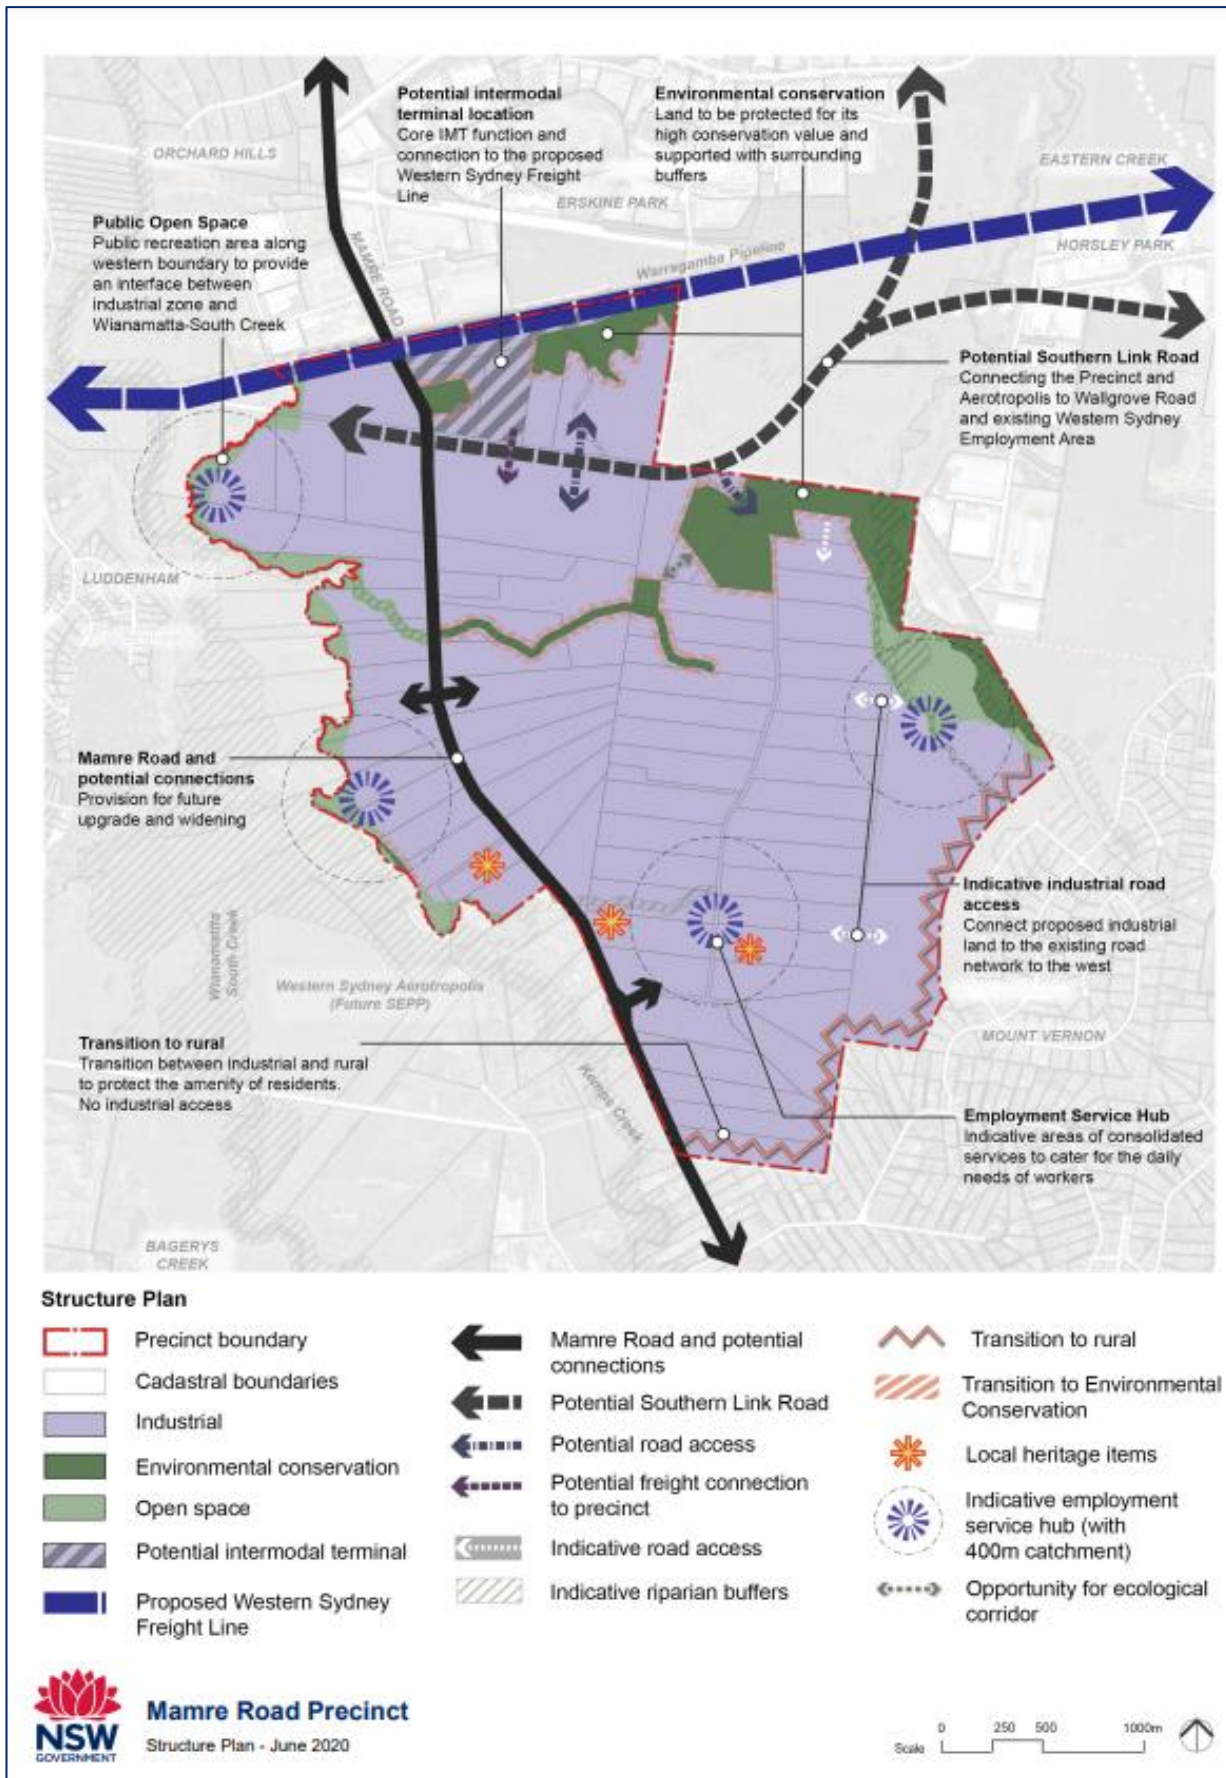 Potential intermodal
terminal location
Core IMT function and
connection to the proposed
Western Sydney Freight
Line
Environmental conservation
Land to be protected for its
high conservation value and
supported with surrounding
buffers
ORCHARD HILLS
EASTERN CREEK
ERSKINE PARK
HORSLEY PARK
Public Open Space
Public recreation area along
western boundary to provide
an interface between
industrial zone and
Wianamatta-South Creek
MAMRE ROAD
Warragamba Pipeline
Potential Southern Link Road
Connecting the Precinct and
Aerotropolis to Wallgrove Road
and existing Western Sydney
Employment Area
LUDDENHAM
Mamre Road and
potential connections
Provision for future
upgrade and widening
Indicative industrial road
access
Connect proposed industrial
land to the existing road
network to the west
Wianamatta
South Creek
Western Sydney Aerotropolis
(Future SEPP)
MOUNT VERNON
Transition to rural
Transition between industrial and rural
to protect the amenity of residents.
No industrial access
Kemps Creek
Employment Service Hub
Indicative areas of consolidated
services to cater for the daily
needs of workers
BAGERYS
CREEK
Structure Plan
Precinct boundary
Cadastral boundaries
Industrial
Environmental conservation
Open space
Potential intermodal terminal
Proposed Western Sydney
Freight Line
Mamre Road and potential
connections
Potential Southern Link Road
Potential road access
Potential freight connection
to precinct
Indicative road access
Indicative riparian buffers
Transition to rural
Transition to Environmental
Conservation
Local heritage items
Indicative employment
service hub (with
400m catchment)
Opportunity for ecological
corridor
NSW
GOVERNMENT
Mamre Road Precinct
Structure Plan - June 2020
Scale
0 250 500 1000m